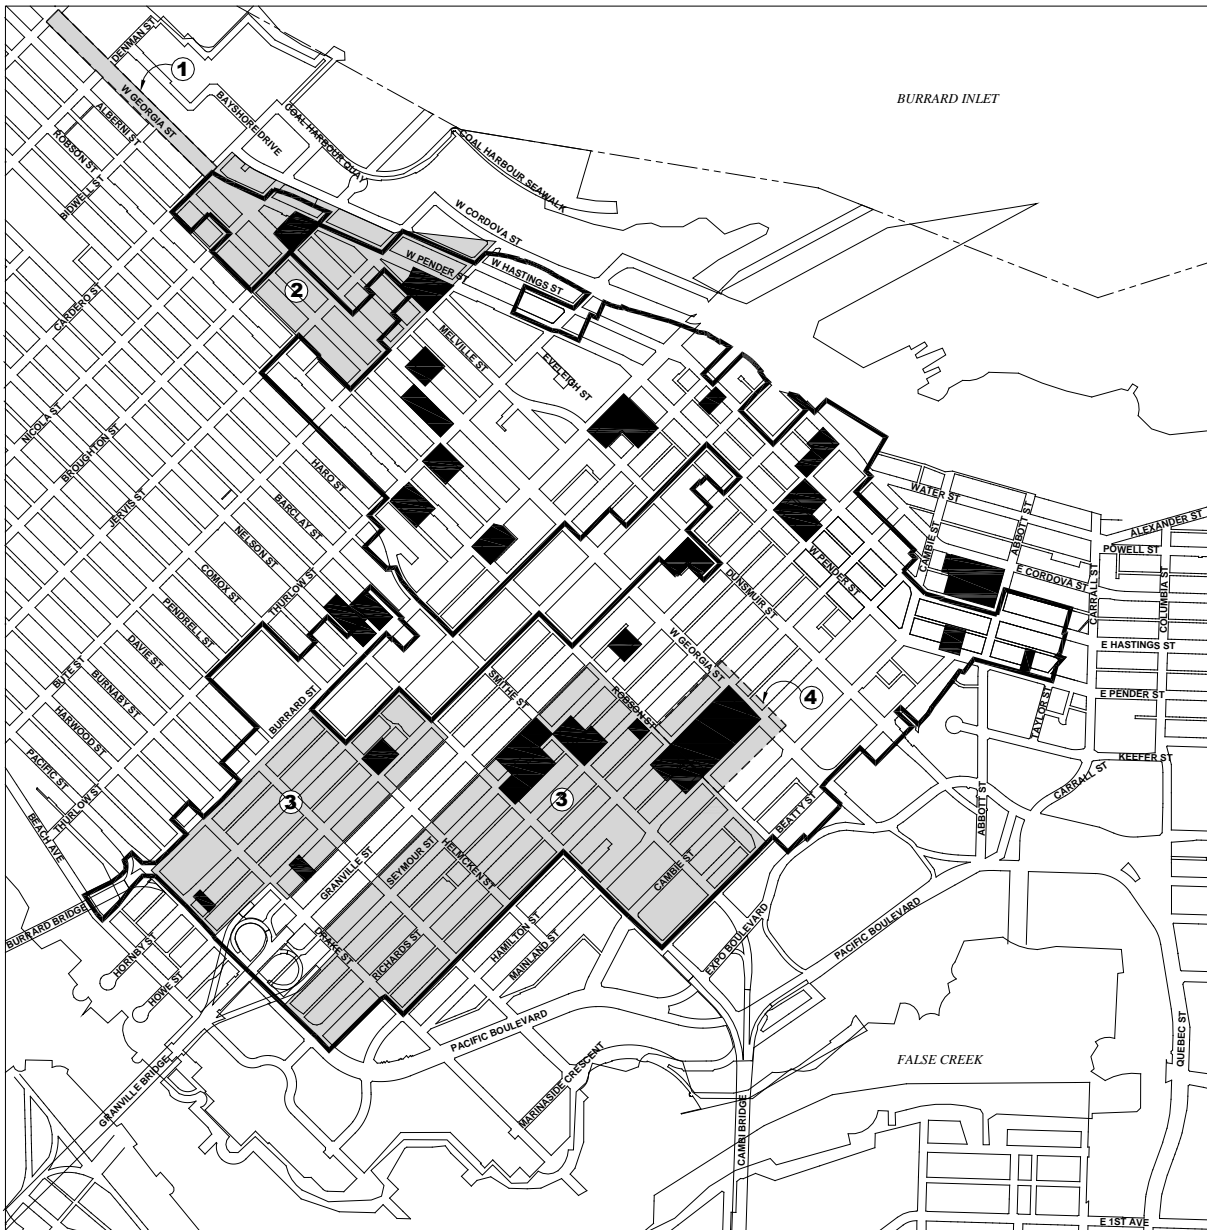 DENMAN ST
1
W GEORGIA ST
BAYSHORE DRIVE
COAL HARBOUR QUAY
BURRARD INLET
ALBERNI ST
ROBSON ST
BIDWELL ST
COAL HARBOUR SEAWALK
W CORDOVA ST
W PENDER ST
W HASTINGS ST
2
CARDERO ST
MELVILLE ST
EVELEIGH ST
NICOLA ST
BROUGHTON ST
JERVIS ST
HARO ST
BARCLAY ST
NELSON ST
COMOX ST
THURLOW ST
PENDRELL ST
DAVIE ST
BUTE ST
BURNABY ST
HARWOOD ST
PACIFIC ST
THURLOW ST
BEACH AVE
BURRARD ST
WATER ST
CAMBIE ST
ABBOTT ST
ALEXANDER ST
POWELL ST
E CORDOVA ST
CARRALL ST
COLUMBIA ST
W PENDER ST
DUNSMUIR ST
E HASTINGS ST
E PENDER ST
W GEORGIA ST
SMITHE ST
ROBSON ST
4
TAYLOR ST
KEEFER ST
CARRALL ST
ABBOTT ST
BEATTY ST
3
3
GRANVILLE ST
SEYMOUR ST
HELMCKEN ST
CAMBIE ST
BURRARD BRIDGE
HORNBY ST
HOWE ST
DRAKE ST
RICHARDS ST
HAMILTON ST
MAINLAND ST
EXPO BOULEVARD
PACIFIC BOULEVARD
PACIFIC BOULEVARD
GRANVILLE BRIDGE
MARINASIDE CRESCENT
CAMBI BRIDGE
FALSE CREEK
QUEBEC ST
E 1ST AVE